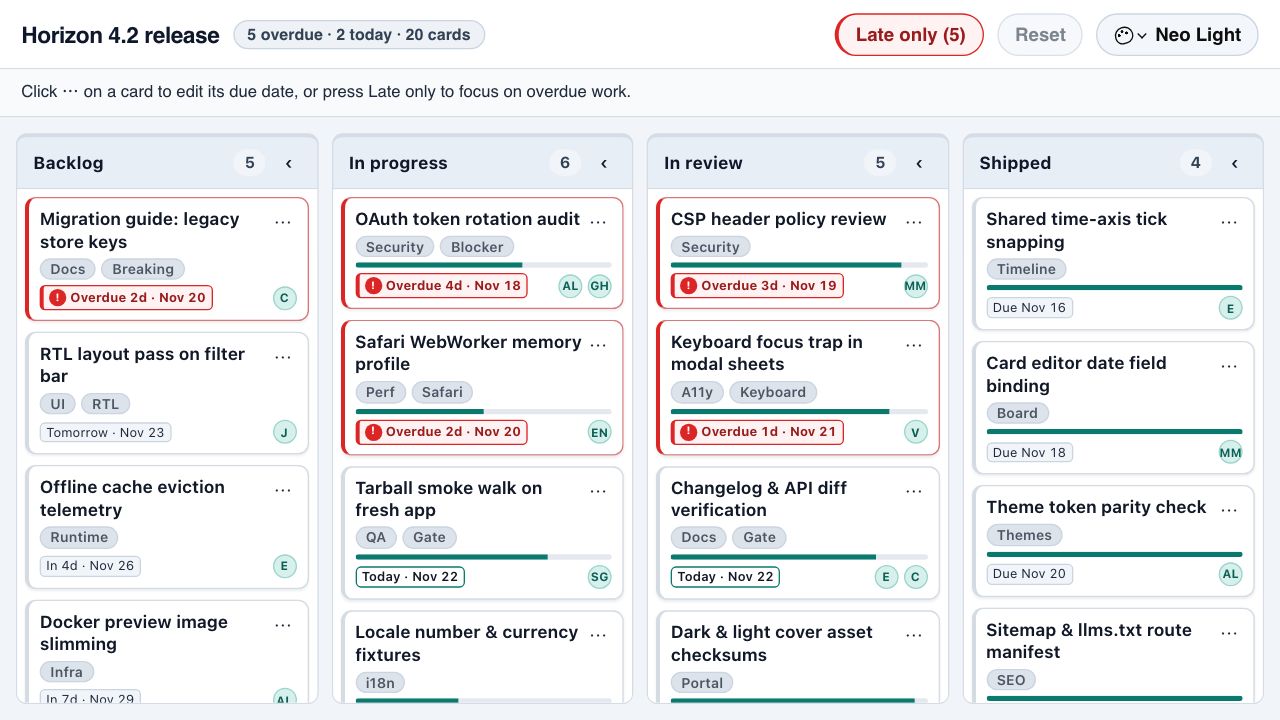 Horizon 4.2 release
5 overdue · 2 today · 20 cards
Late only (5)
Reset
Neo Light
Click ··· on a card to edit its due date, or press Late only to focus on overdue work.
Backlog
5
Migration guide: legacy
store keys
Docs
Breaking
! Overdue 2d · Nov 20
C
RTL layout pass on filter
bar
UI
RTL
Tomorrow · Nov 23
J
Offline cache eviction
telemetry
Runtime
In 4d · Nov 26
E
Docker preview image
slimming
Infra
In 7d · Nov 29
AL
In progress
6
OAuth token rotation audit
Security
Blocker
! Overdue 4d · Nov 18
AL
GH
Safari WebWorker memory
profile
Perf
Safari
! Overdue 2d · Nov 20
EN
Tarball smoke walk on
fresh app
QA
Gate
Today · Nov 22
SG
Locale number & currency
fixtures
i18n
In review
5
CSP header policy review
Security
! Overdue 3d · Nov 19
MM
Keyboard focus trap in
modal sheets
A11y
Keyboard
! Overdue 1d · Nov 21
V
Changelog & API diff
verification
Docs
Gate
Today · Nov 22
E
C
Dark & light cover asset
checksums
Portal
Shipped
4
Shared time-axis tick
snapping
Timeline
Due Nov 16
E
Card editor date field
binding
Board
Due Nov 18
MM
Theme token parity check
Themes
Due Nov 20
AL
Sitemap & llms.txt route
manifest
SEO